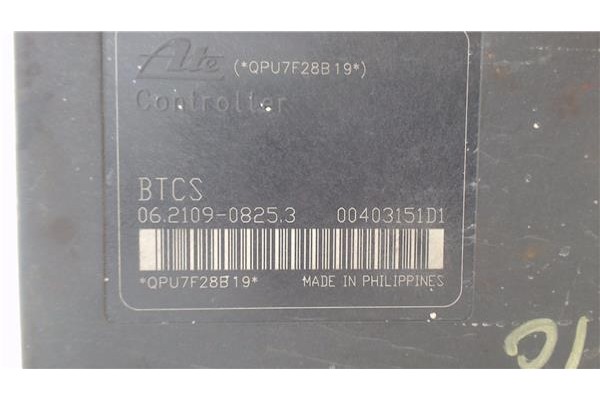 Ate (*QPU7F28B19*)
Controller
BTCS
06.2109-0825.3 00403151D1
*QPU7F28B19* MADE IN PHILIPPINES